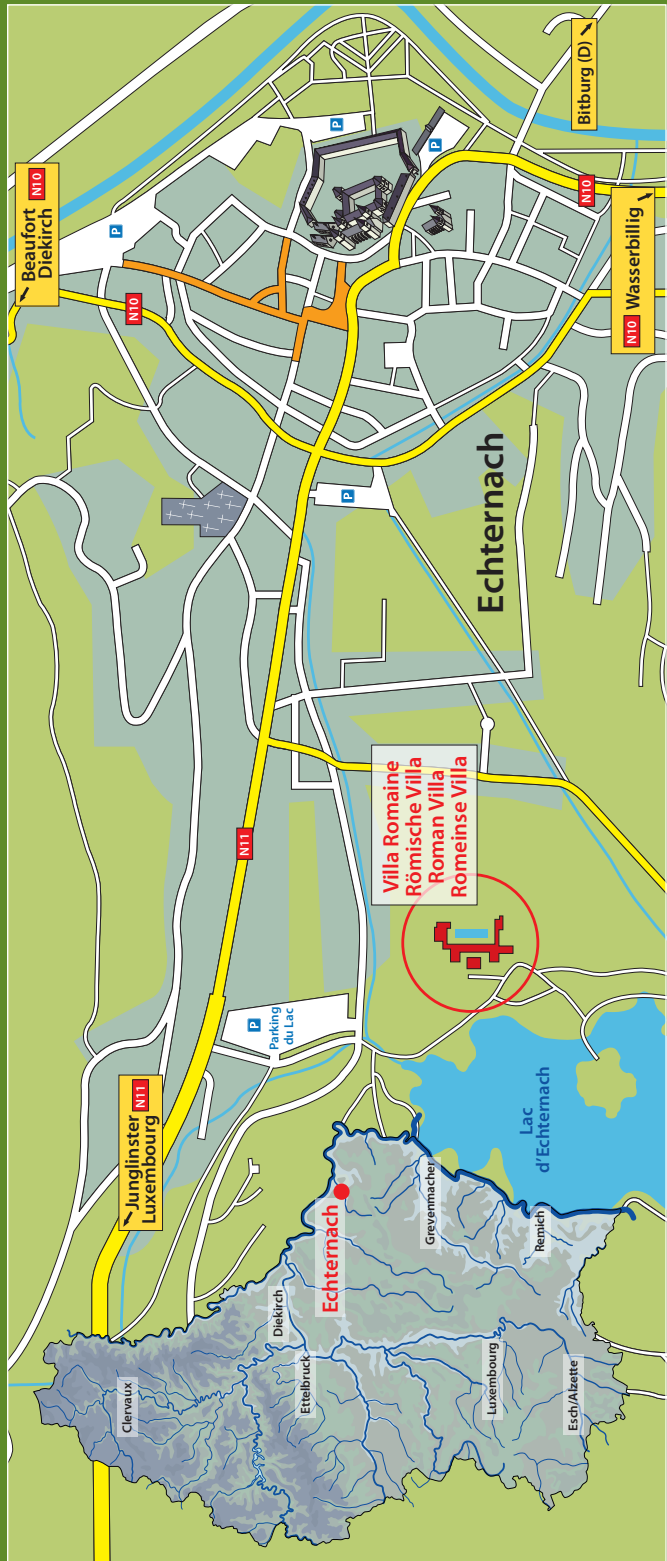 Junglinster N11
Luxembourg
Beaufort N10
Diekirch
N10
N11
P
P
P
P
P
Parking
du Lac
Bitburg (D)
N10
N10 Wasserbillig
Echternach
Villa Romaine
Römische Villa
Roman Villa
Romeinse Villa
Lac
d'Echternach
Clervaux
Diekirch
Ettelbruck
Echternach
Grevenmacher
Luxembourg
Remich
Esch/Alzette